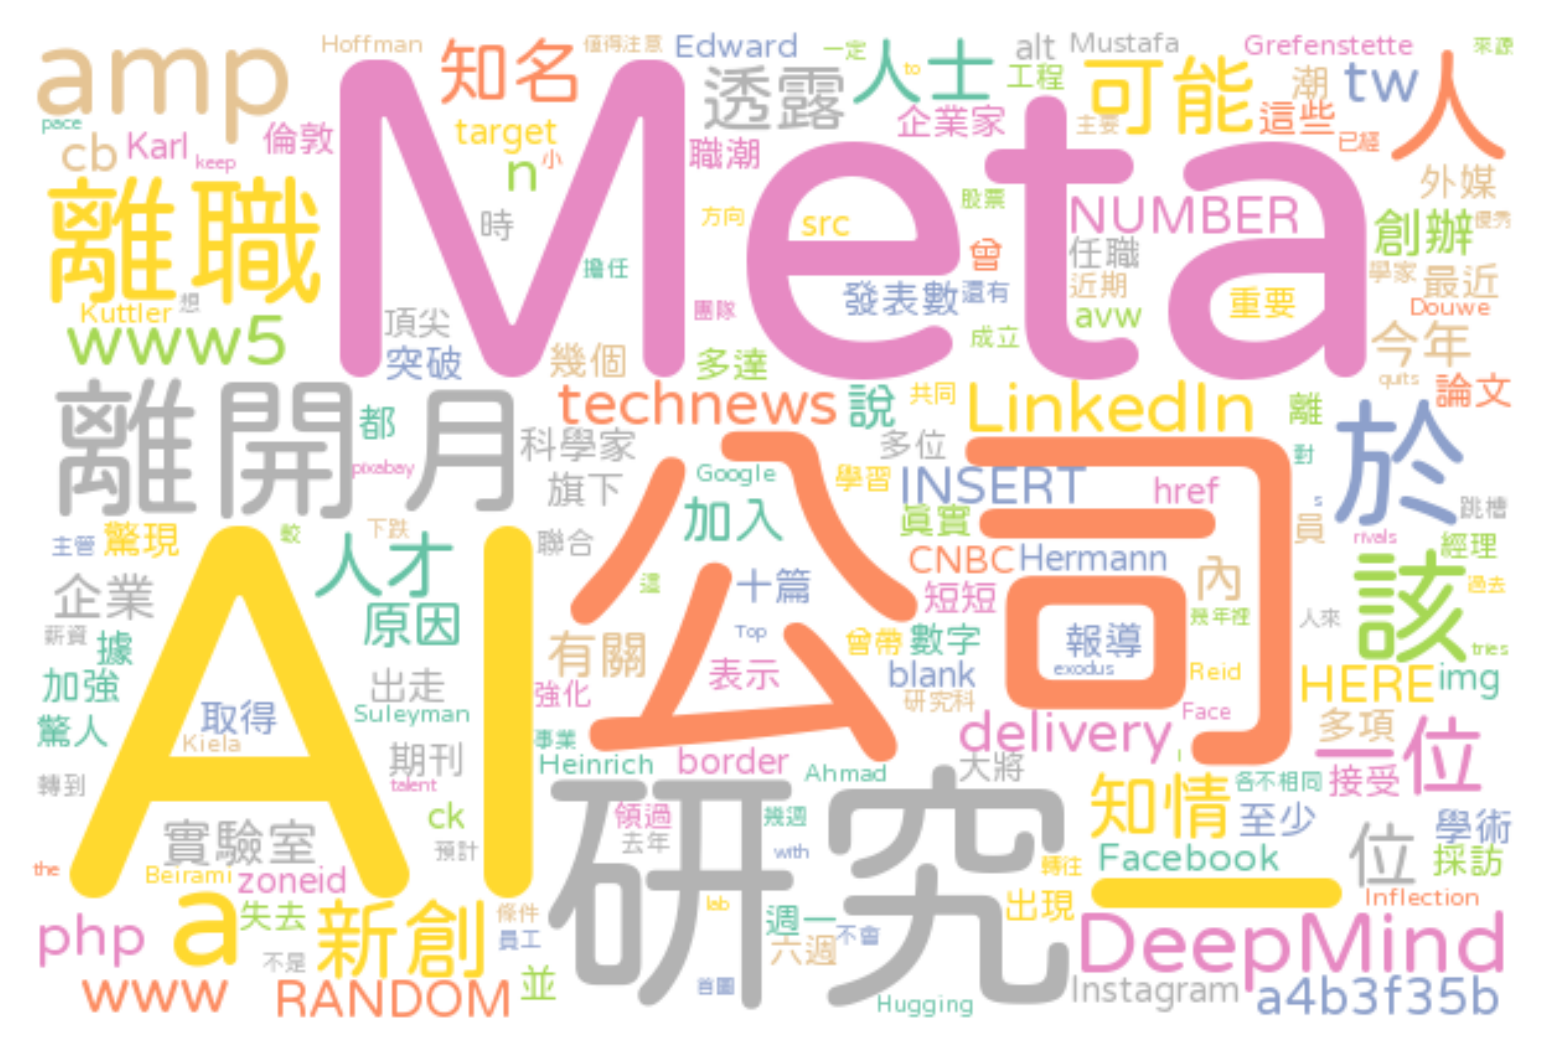 amp
Hoffman
知名
值得注意
Edward
一定
人士
to
alt
Mustafa
Grefenstette
來源
pace
cb
Karl
keep
倫敦
target
n
小
Meta
透露
職潮
企業家
工程
主要
可能
潮
這些
tw
已經
人
離職
時
方向
src
股票
曾
NUMBER
任職
近期
外媒
創辦
優秀
學家
最近
Kuttler
想
www5
頂尖
突破
擔任
團隊
幾個
多達
發表數
還有
成立
avw
重要
Douwe
今年
quits
論文
離開
都
月
pixabay
technews
說
共同
LinkedIn
離
對
科學家
旗下
Google
學習
多位
INSERT
href
s
於
跳槽
主管
驚現
較
下跌
人才
聯合
加入
眞實
員
rivals
經理
企業
原因
這
十篇
CNBC
Hermann
短短
內
幾年裡
人來
該
過去
薪資
據
AI
公司
有關
曾帶
數字
報導
exodus
Top
tries
加強
取得
出走
Suleyman
強化
表示
blank
研究科
Reid
HERE
img
驚人
Kiela
期刊
talent
事業
Heinrich
border
Ahmad
delivery
Face
大將
l
多項
一位
轉到
ck
領過
去年
幾週
with
知情
各不相同
至少
接受
實驗室
預計
研究
Facebook
轉往
位
學術
採訪
the
Beirami
zoneid
lab
一
Inflection
php
a
失去
新創
條件
員工
週一
六週
不會
出現
DeepMind
不是
www
RANDOM
並
首圖
Hugging
Instagram
a4b3f35b